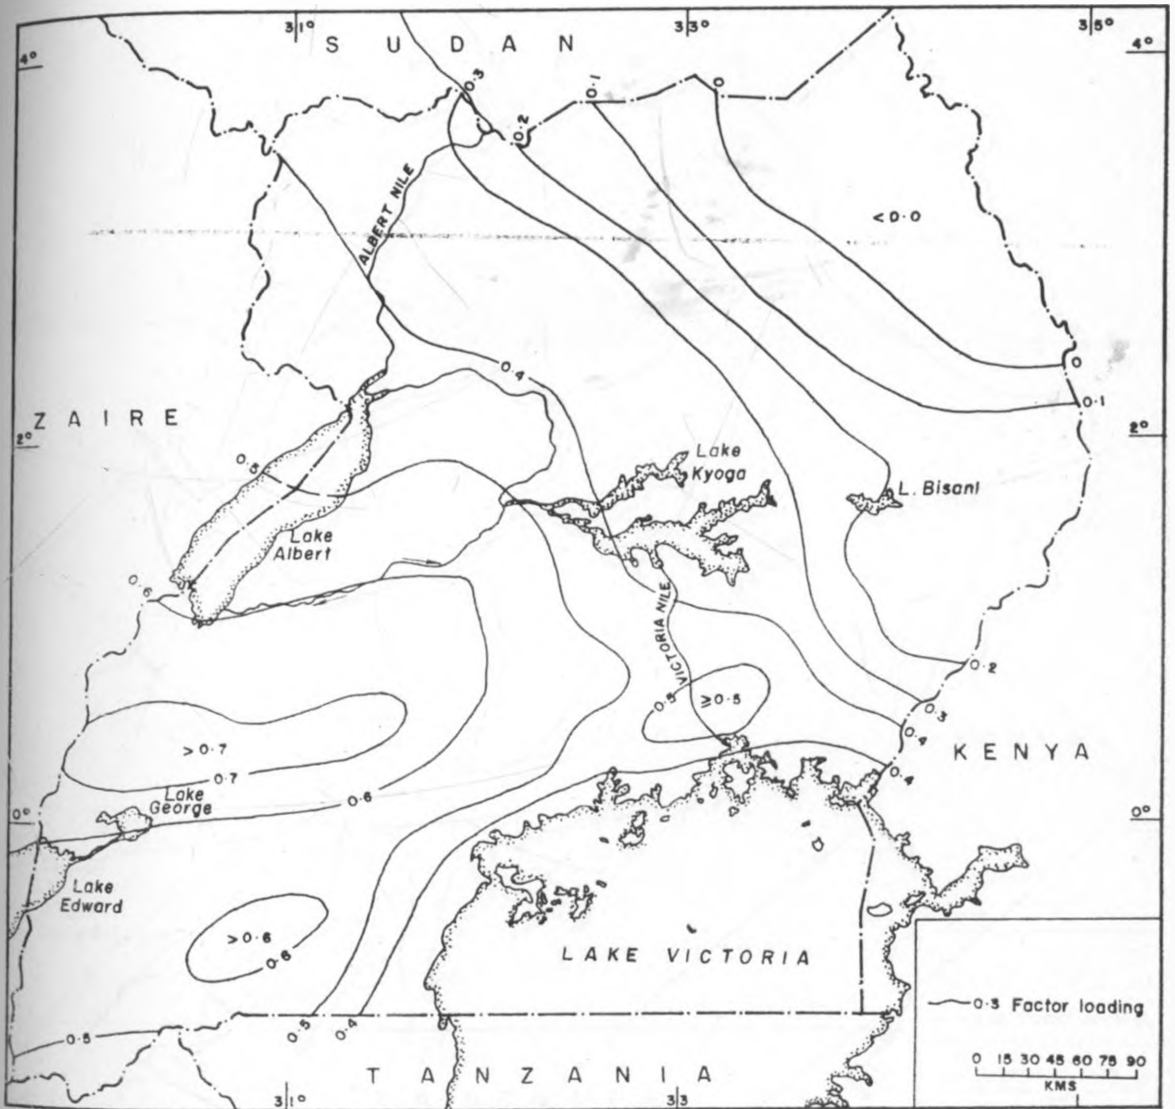 31° 33° 35°
S U D A N
4° 4°
0·3 0·2 0·1 0
ALBERT NILE
<0·0
0·4
0
0·1
Z A I R E
2° 2°
0·5
Lake
Kyoga
L. Bisani
Lake
Albert
0·6
VICTORIA NILE
0·2
0·5
≥0·5
0·3
0·4
>0·7
K E N Y A
0·7
0·4
Lake
George
0·6
0° 0°
Lake
Edward
>0·6
0·6
LAKE VICTORIA
0·3 Factor loading
0·5
0·5 0·4
0 15 30 45 60 75 90
KMS
T A N Z A N I A
31° 33°